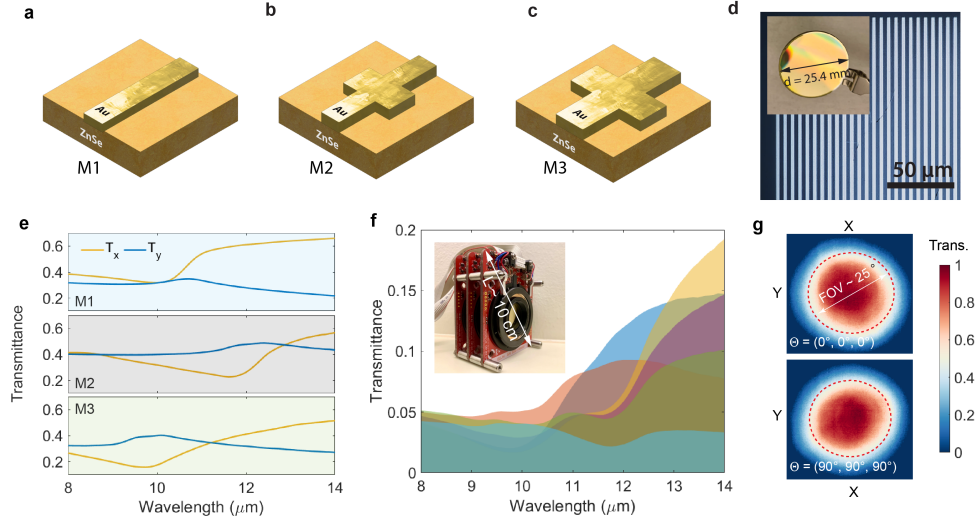 a
b
c
d
Au
ZnSe
M1
Au
ZnSe
M2
Au
ZnSe
M3
d = 25.4 mm
50 µm
e
Transmittance
0.6
0.4
0.2
Tx Ty
M1
0.6
0.4
0.2
M2
0.6
0.4
0.2
M3
8 10 12 14
Wavelength (µm)
f
Transmittance
0.2
0.15
0.1
0.05
0
~ 10 cm
8 9 10 11 12 13 14
Wavelength (µm)
g
X
Y
FOV ~ 25°
Θ = (0°, 0°, 0°)
Y
Θ = (90°, 90°, 90°)
X
Trans.
1
0.8
0.6
0.4
0.2
0